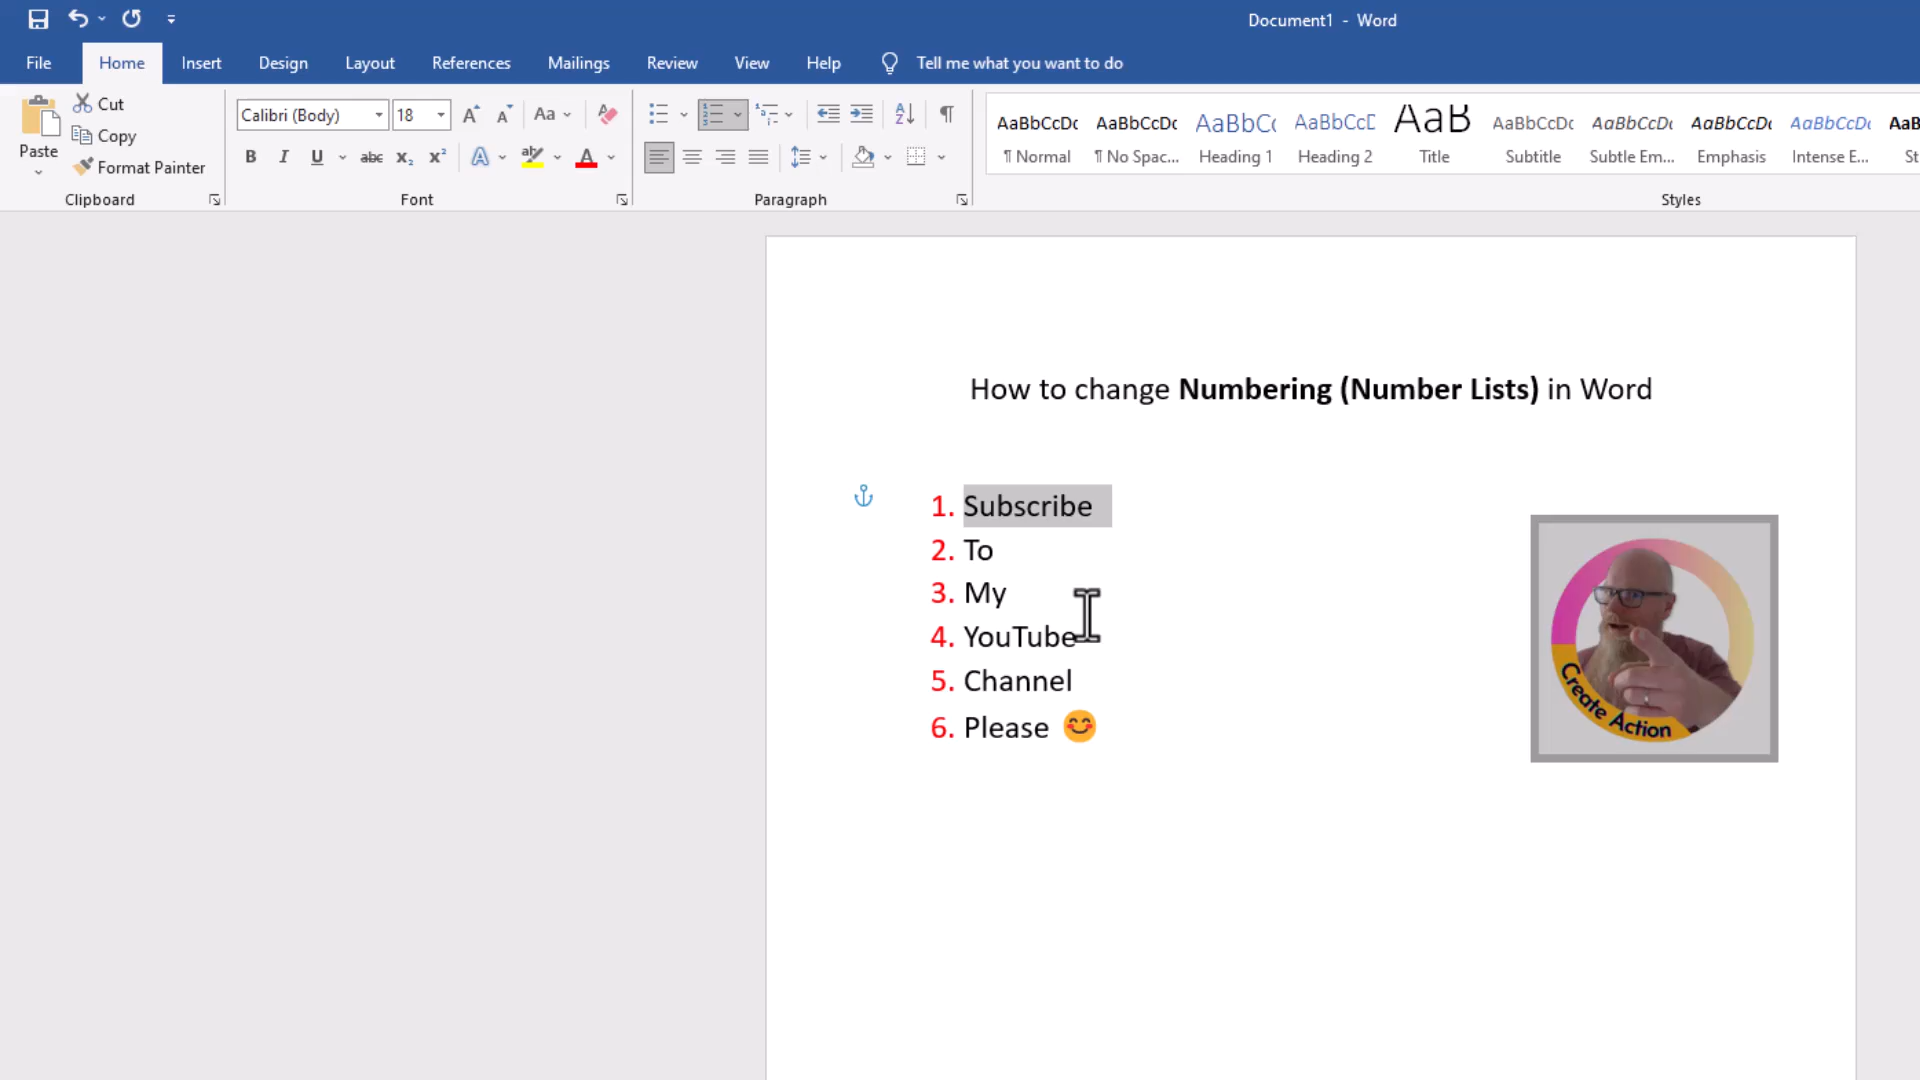 Document1 - Word
File Home Insert Design Layout References Mailings Review View Help Tell me what you want to do
Paste
Cut
Copy
Format Painter
Clipboard
Calibri (Body) 18
Aa
B I U abc x₂ x² A A
Font
Paragraph
AaBbCcDc ¶ Normal
AaBbCcDc ¶ No Spac...
AaBbC Heading 1
AaBbCcD Heading 2
AaB Title
AaBbCcDc Subtitle
AaBbCcDc Subtle Em...
AaBbCcDc Emphasis
AaBbCcDc Intense E...
AaB St
Styles
How to change Numbering (Number Lists) in Word
1. Subscribe
2. To
3. My
4. YouTube
5. Channel
6. Please 😊
Create Action